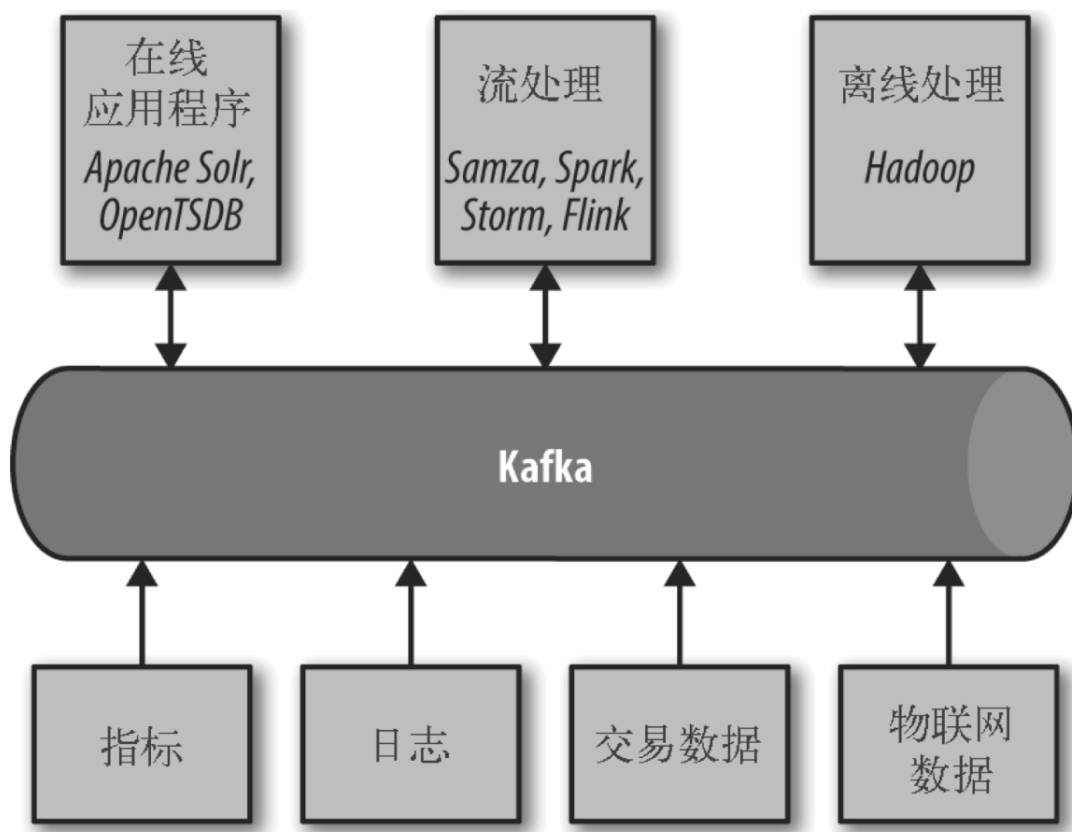 在线
应用程序
Apache Solr,
OpenTSDB
流处理
Samza, Spark,
Storm, Flink
离线处理
Hadoop
Kafka
指标
日志
交易数据
物联网
数据